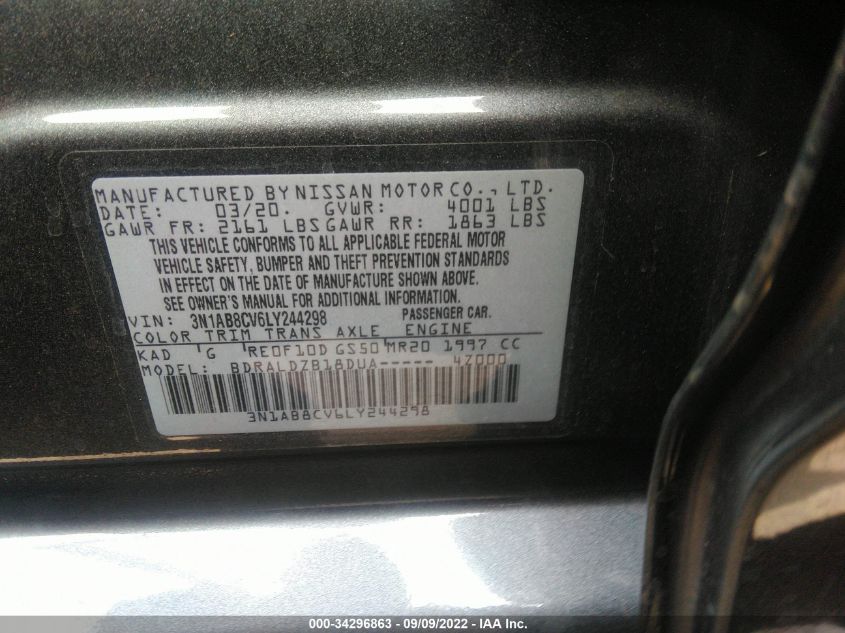 MANUFACTURED BY NISSAN MOTOR CO., LTD.
DATE: 03/20. GVWR: 4001 LBS
GAWR FR: 2161 LBS GAWR RR: 1863 LBS
THIS VEHICLE CONFORMS TO ALL APPLICABLE FEDERAL MOTOR
VEHICLE SAFETY, BUMPER AND THEFT PREVENTION STANDARDS
IN EFFECT ON THE DATE OF MANUFACTURE SHOWN ABOVE.
SEE OWNER'S MANUAL FOR ADDITIONAL INFORMATION.
VIN: 3N1AB8CV6LY244298 PASSENGER CAR.
COLOR TRIM TRANS AXLE ENGINE
KAD G RE0F10D GS50 MR20 1997 CC
MODEL: BDRALDZB18DUA----- 4Z000
3N1AB8CV6LY244298
000-34296863 - 09/09/2022 - IAA Inc.